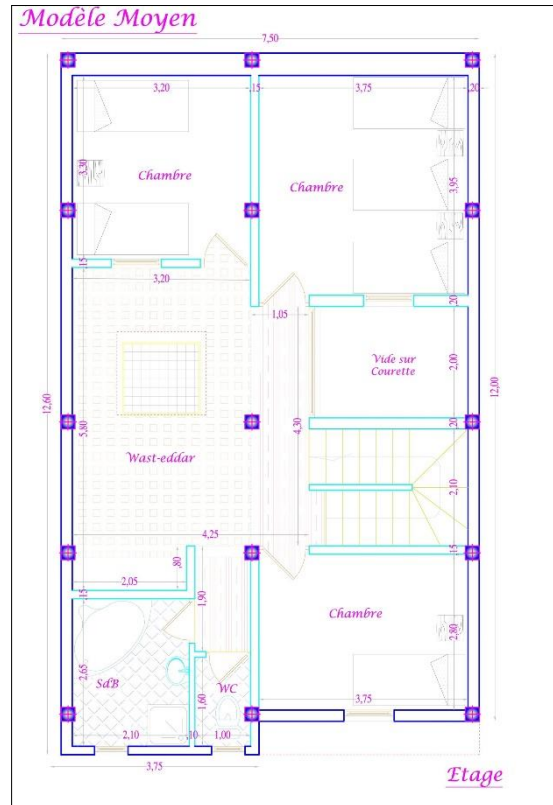 Modèle Moyen
7,50
3,20 ,15 3,75 ,20
3,30
Chambre
Chambre
3,95
,15
3,20
,20
1,05
Vide sur
Courette
2,00
12,60
12,00
5,80
4,30
,20
Wast-eddar
2,10
4,25
,15
,80
2,05
,15
1,90
Chambre
2,80
2,65
SdB
WC
1,60
3,75
2,10 ,10 1,00
3,75
Etage